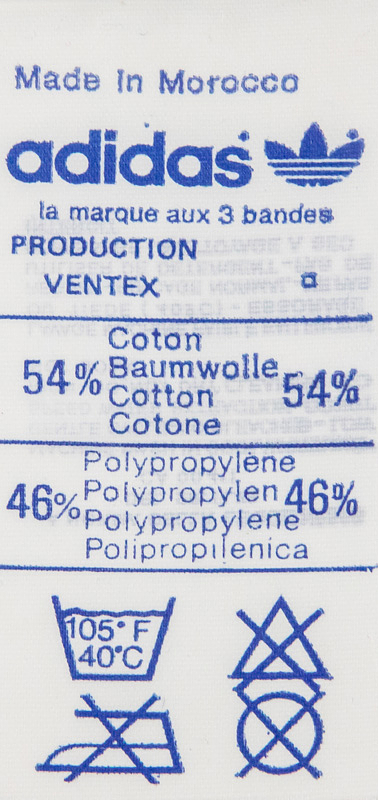 Made In Morocco
adidas
la marque aux 3 bandes
PRODUCTION
VENTEX ¤
Coton
54% Baumwolle 54%
Cotton
Cotone
Polypropylène
46% Polypropylen 46%
Polypropylene
Polipropilenica
105° F
40°C